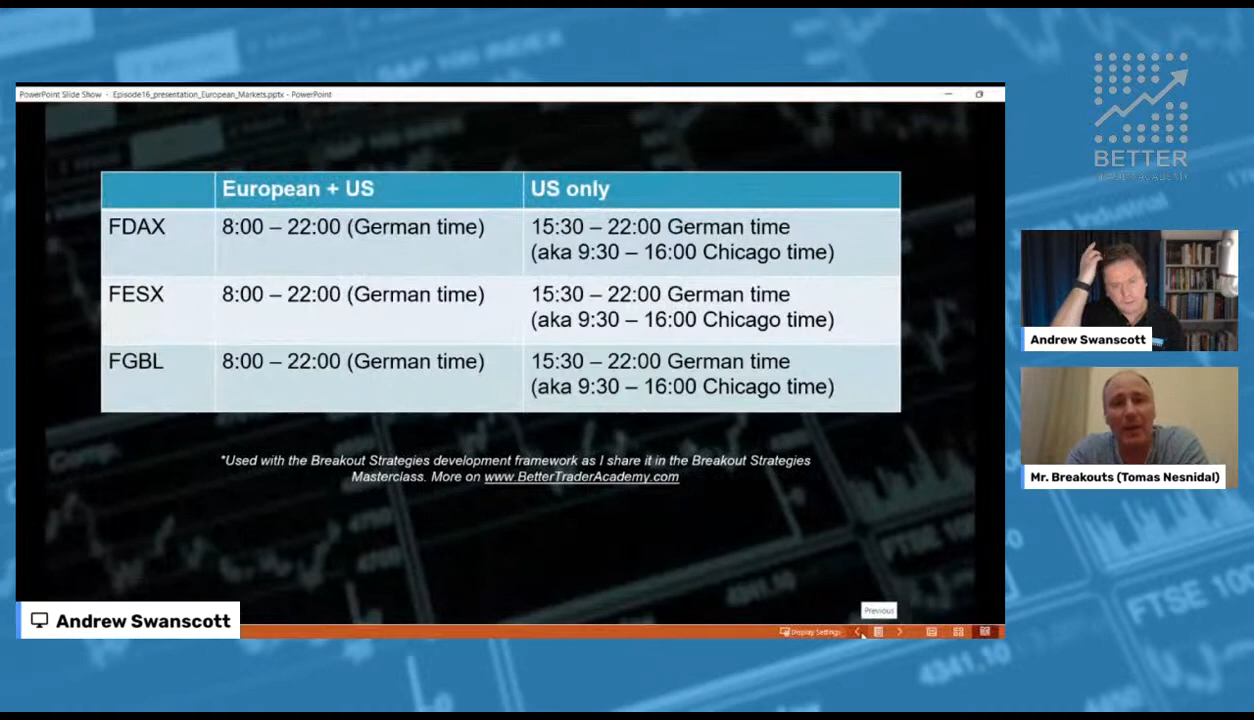 PowerPoint Slide Show - Episode16_presentation_European_Markets.pptx - PowerPoint
European + US
US only
FDAX
8:00 – 22:00 (German time)
15:30 – 22:00 German time
(aka 9:30 – 16:00 Chicago time)
FESX
8:00 – 22:00 (German time)
15:30 – 22:00 German time
(aka 9:30 – 16:00 Chicago time)
FGBL
8:00 – 22:00 (German time)
15:30 – 22:00 German time
(aka 9:30 – 16:00 Chicago time)
*Used with the Breakout Strategies development framework as I share it in the Breakout Strategies
Masterclass. More on www.BetterTraderAcademy.com
Previous
Display Settings
Andrew Swanscott
BETTER
Andrew Swanscott
Mr. Breakouts (Tomas Nesnidal)
FTSE 100
4341.10